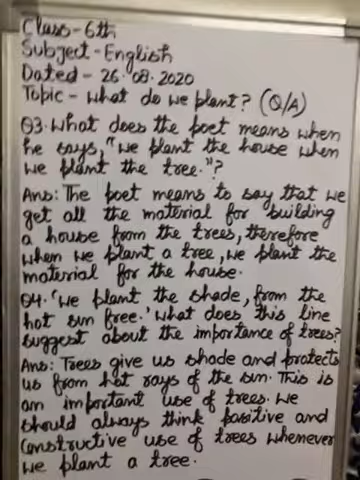 Class-6th
Subject-English
Dated - 26.08.2020
Topic - what do we plant? (Q/A)
Q3. What does the poet means when
he says, "we plant the house when
we plant the tree."?
Ans: The poet means to say that we
get all the material for building
a house from the trees, therefore
when we plant a tree, we plant the
material for the house.
Q4. 'We plant the shade, from the
hot sun free.' What does this line
suggest about the importance of trees?
Ans: Trees give us shade and protects
us from hot rays of the sun. This is
an important use of trees. We
should always think positive and
constructive use of trees whenever
we plant a tree.